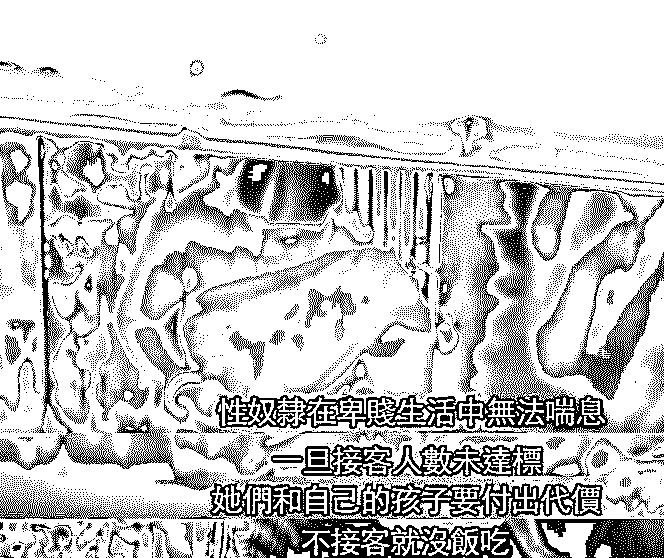 性奴隸在卑賤生活中無法喘息
一旦接客人數未達標
她們和自己的孩子要付出代價
不接客就沒飯吃